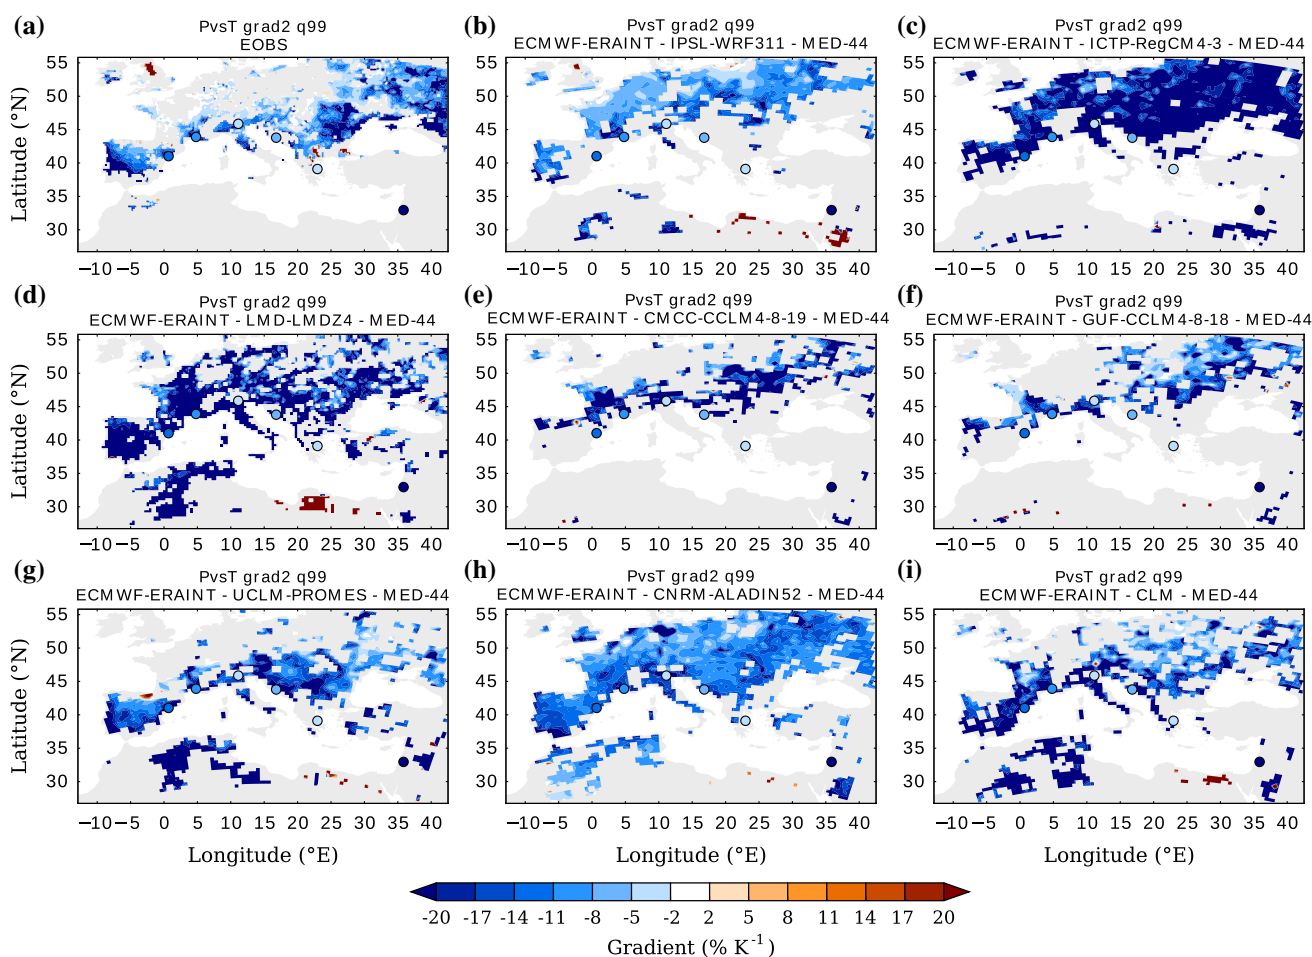 (a) PvsT grad2 q99
EOBS
(b) PvsT grad2 q99
ECMWF-ERAINT - IPSL-WRF311 - MED-44
(c) PvsT grad2 q99
ECMWF-ERAINT - ICTP-RegCM4-3 - MED-44
Latitude (°N)
55
50
45
40
35
30
−10 −5 0 5 10 15 20 25 30 35 40
−10 −5 0 5 10 15 20 25 30 35 40
−10 −5 0 5 10 15 20 25 30 35 40
(d) PvsT grad2 q99
ECMWF-ERAINT - LMD-LMDZ4 - MED-44
(e) PvsT grad2 q99
ECMWF-ERAINT - CMCC-CCLM4-8-19 - MED-44
(f) PvsT grad2 q99
ECMWF-ERAINT - GUF-CCLM4-8-18 - MED-44
Latitude (°N)
55
50
45
40
35
30
−10 −5 0 5 10 15 20 25 30 35 40
−10 −5 0 5 10 15 20 25 30 35 40
−10 −5 0 5 10 15 20 25 30 35 40
(g) PvsT grad2 q99
ECMWF-ERAINT - UCLM-PROMES - MED-44
(h) PvsT grad2 q99
ECMWF-ERAINT - CNRM-ALADIN52 - MED-44
(i) PvsT grad2 q99
ECMWF-ERAINT - CLM - MED-44
Latitude (°N)
55
50
45
40
35
30
−10 −5 0 5 10 15 20 25 30 35 40
−10 −5 0 5 10 15 20 25 30 35 40
−10 −5 0 5 10 15 20 25 30 35 40
Longitude (°E)
Longitude (°E)
Longitude (°E)
-20 -17 -14 -11 -8 -5 -2 2 5 8 11 14 17 20
Gradient (% K⁻¹)